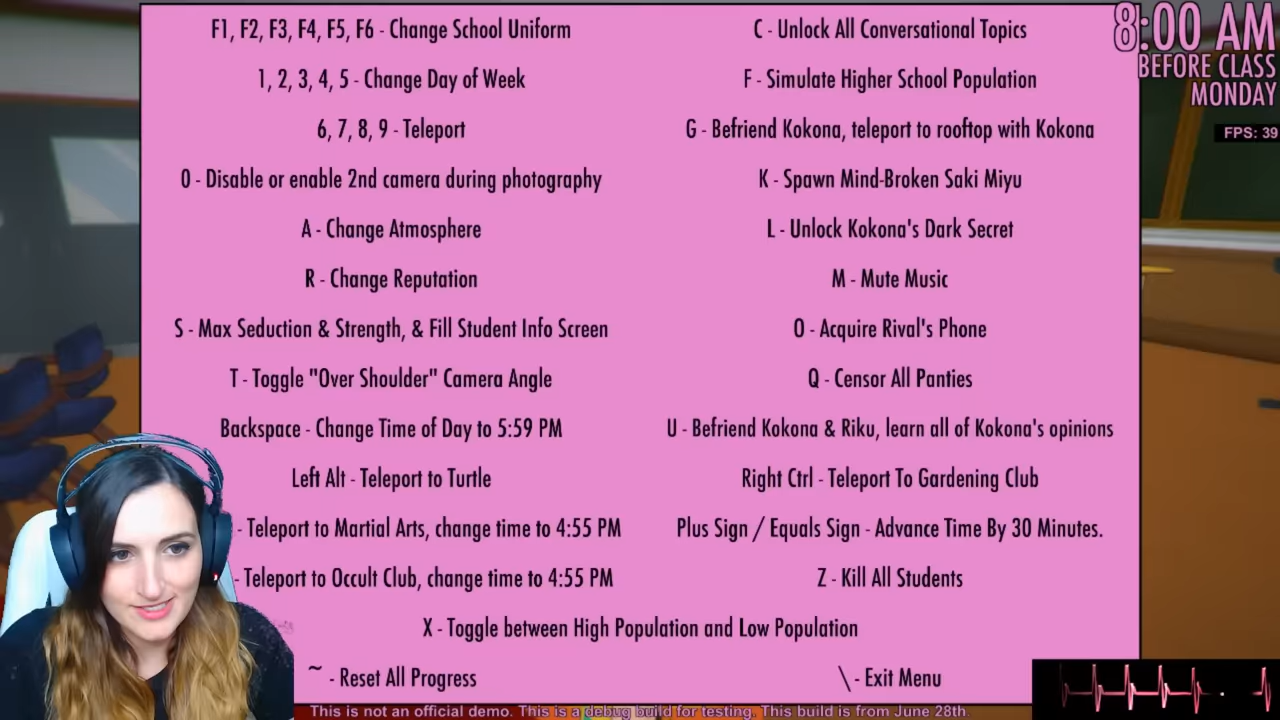 F1, F2, F3, F4, F5, F6 - Change School Uniform
1, 2, 3, 4, 5 - Change Day of Week
6, 7, 8, 9 - Teleport
0 - Disable or enable 2nd camera during photography
A - Change Atmosphere
R - Change Reputation
S - Max Seduction & Strength, & Fill Student Info Screen
T - Toggle "Over Shoulder" Camera Angle
Backspace - Change Time of Day to 5:59 PM
Left Alt - Teleport to Turtle
- Teleport to Martial Arts, change time to 4:55 PM
- Teleport to Occult Club, change time to 4:55 PM
C - Unlock All Conversational Topics
F - Simulate Higher School Population
G - Befriend Kokona, teleport to rooftop with Kokona
K - Spawn Mind-Broken Saki Miyu
L - Unlock Kokona's Dark Secret
M - Mute Music
O - Acquire Rival's Phone
Q - Censor All Panties
U - Befriend Kokona & Riku, learn all of Kokona's opinions
Right Ctrl - Teleport To Gardening Club
Plus Sign / Equals Sign - Advance Time By 30 Minutes.
Z - Kill All Students
X - Toggle between High Population and Low Population
~ - Reset All Progress
\ - Exit Menu
8:00 AM
BEFORE CLASS
MONDAY
FPS: 39
This is not an official demo. This is a debug build for testing. This build is from June 28th.